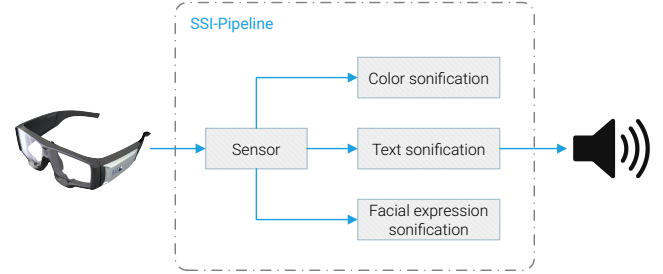 SSI-Pipeline
Color sonification
Sensor
Text sonification
Facial expression
sonification